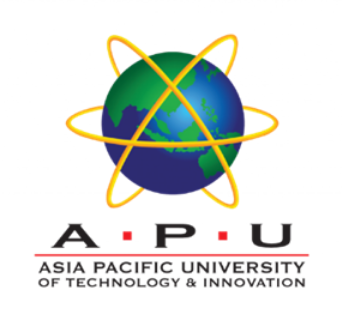 A·P·U
ASIA PACIFIC UNIVERSITY
OF TECHNOLOGY & INNOVATION